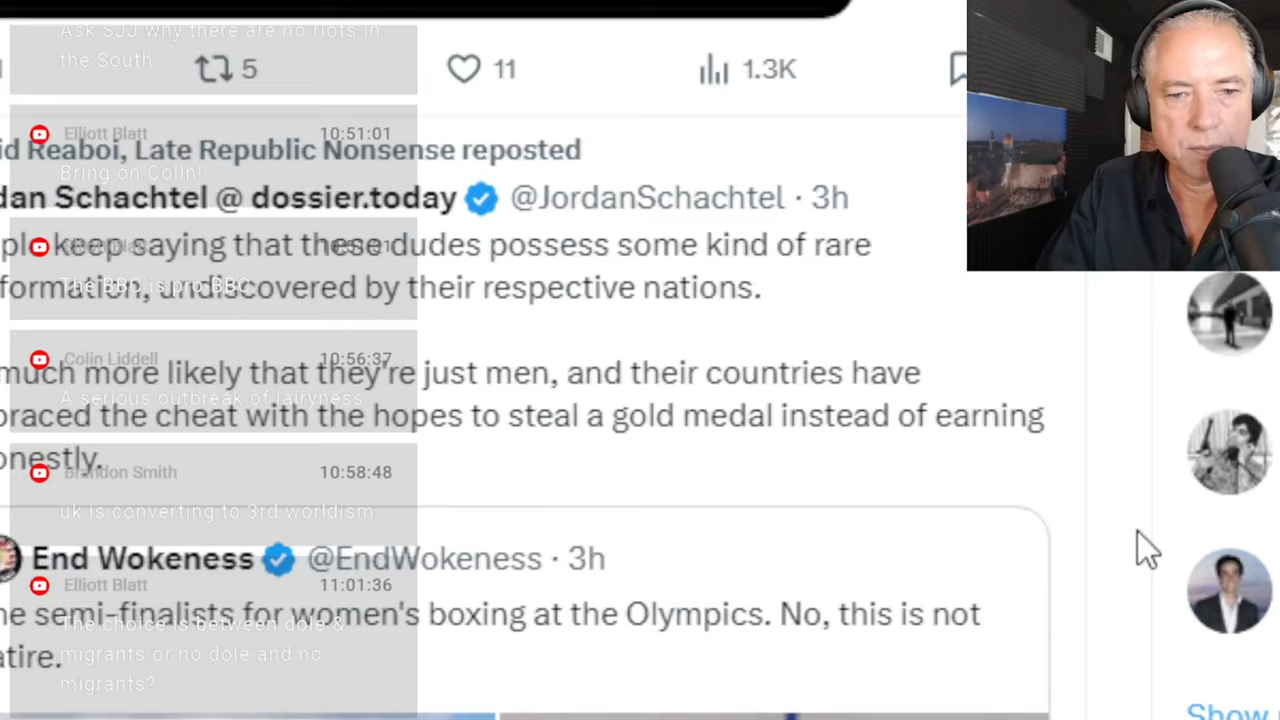 Ask SJJ why there are no riots in
the South
5
11
1.3K
Elliott Blatt 10:51:01
Bring on Colin!
id Reaboi, Late Republic Nonsense reposted
dan Schachtel @ dossier.today @JordanSchachtel · 3h
ple keep saying that these dudes possess some kind of rare
The BBC is pro-BBC.
formation, undiscovered by their respective nations.
Colin Liddell 10:56:37
A serious outbreak of lairyness
much more likely that they're just men, and their countries have
braced the cheat with the hopes to steal a gold medal instead of earning
onestly.
Brandon Smith 10:58:48
uk is converting to 3rd worldism
End Wokeness @EndWokeness · 3h
Elliott Blatt 11:01:36
The choice is between dole &
migrants or no dole and no
migrants?
he semi-finalists for women's boxing at the Olympics. No, this is not
atire.
Show